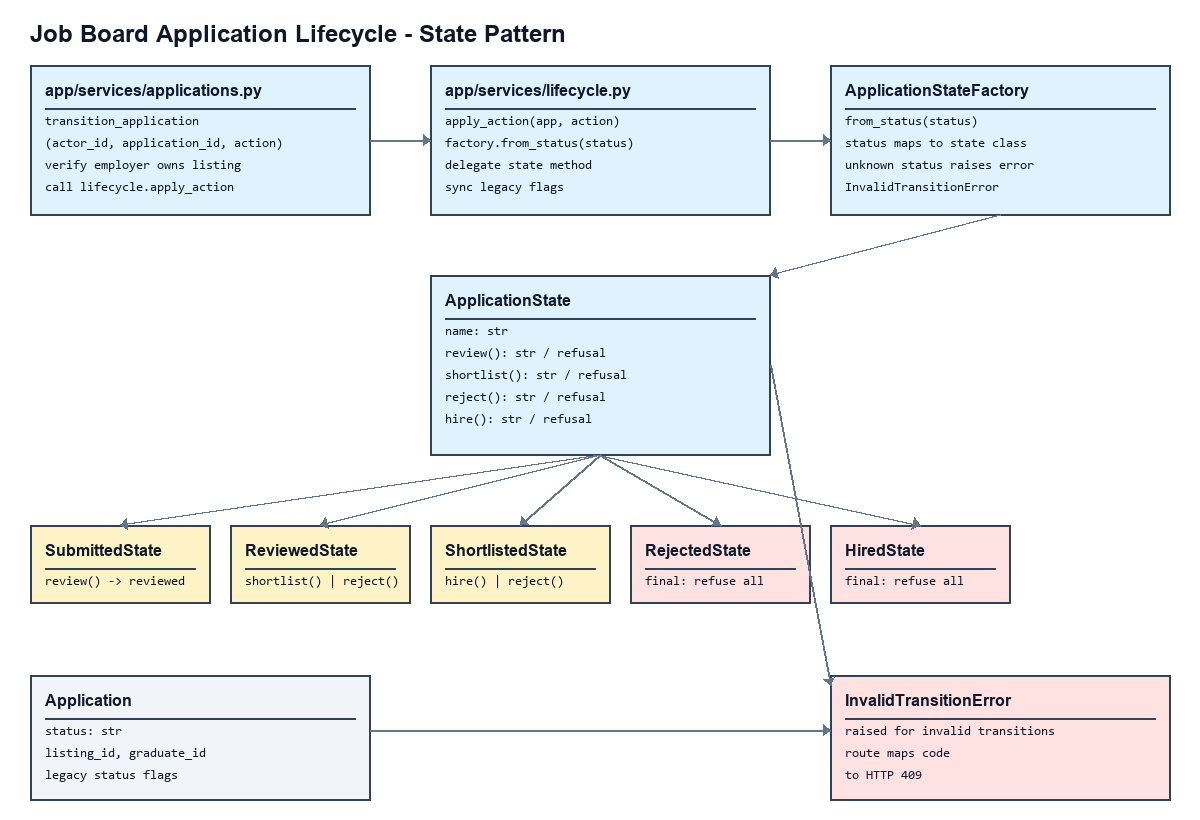 Job Board Application Lifecycle - State Pattern
app/services/applications.py
transition_application
(actor_id, application_id, action)
verify employer owns listing
call lifecycle.apply_action
app/services/lifecycle.py
apply_action(app, action)
factory.from_status(status)
delegate state method
sync legacy flags
ApplicationStateFactory
from_status(status)
status maps to state class
unknown status raises error
InvalidTransitionError
ApplicationState
name: str
review(): str / refusal
shortlist(): str / refusal
reject(): str / refusal
hire(): str / refusal
SubmittedState
review() -> reviewed
ReviewedState
shortlist() | reject()
ShortlistedState
hire() | reject()
RejectedState
final: refuse all
HiredState
final: refuse all
Application
status: str
listing_id, graduate_id
legacy status flags
InvalidTransitionError
raised for invalid transitions
route maps code
to HTTP 409